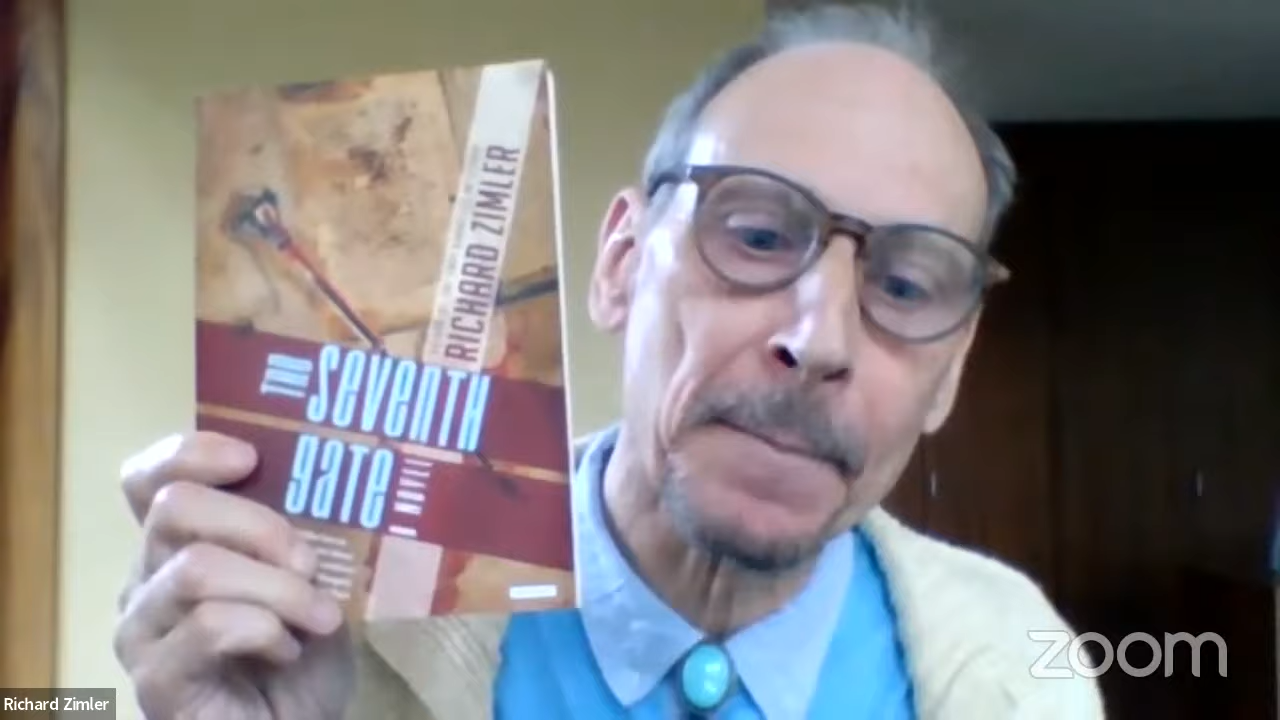 RICHARD ZIMLER
THE SEVENTH
GATE
A NOVEL
Richard Zimler
zoom